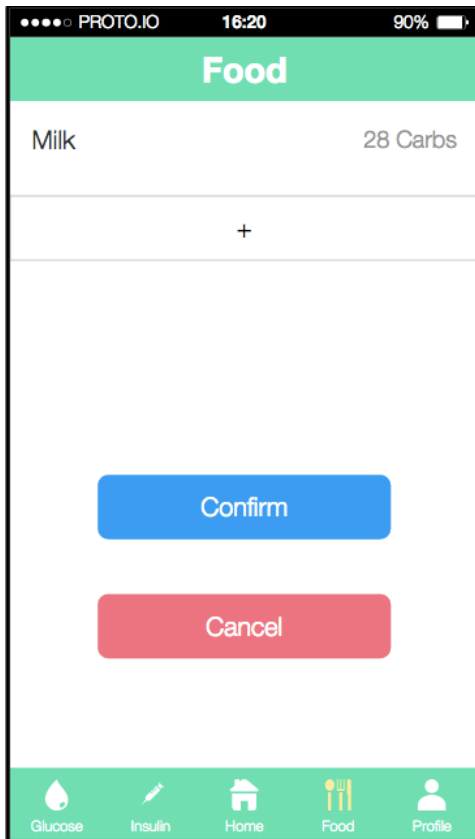 PROTO.IO 16:20 90%
Food
Milk 28 Carbs
+
Confirm
Cancel
Glucose Insulin Home Food Profile